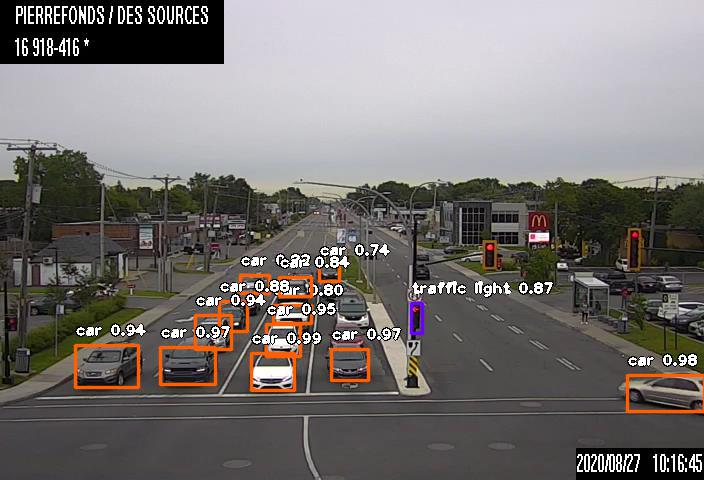 PIERREFONDS / DES SOURCES
16 918-416 *
car 0.74
car 0.84
car 0.88
car 0.80
car 0.94
car 0.95
traffic light 0.87
car 0.94
car 0.97
car 0.99
car 0.97
car 0.98
2020/08/27 10:16:45